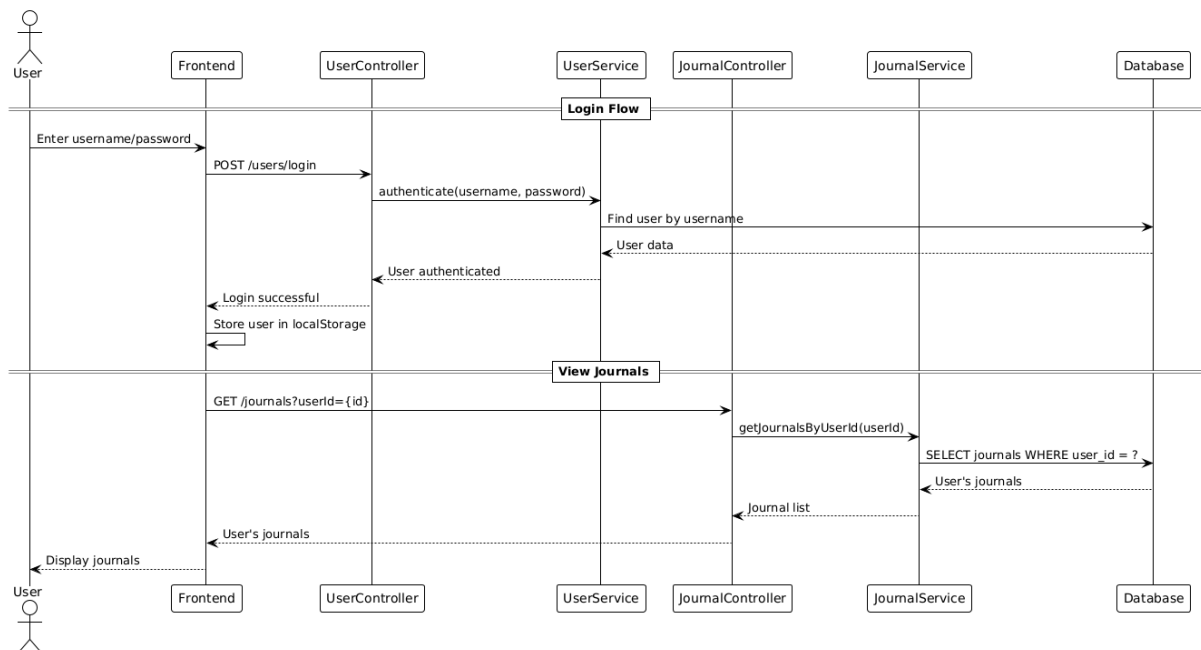 User
Frontend
UserController
UserService
JournalController
JournalService
Database
Login Flow
Enter username/password
POST /users/login
authenticate(username, password)
Find user by username
User data
User authenticated
Login successful
Store user in localStorage
View Journals
GET /journals?userId={id}
getJournalsByUserId(userId)
SELECT journals WHERE user_id = ?
User's journals
Journal list
User's journals
Display journals
User
Frontend
UserController
UserService
JournalController
JournalService
Database